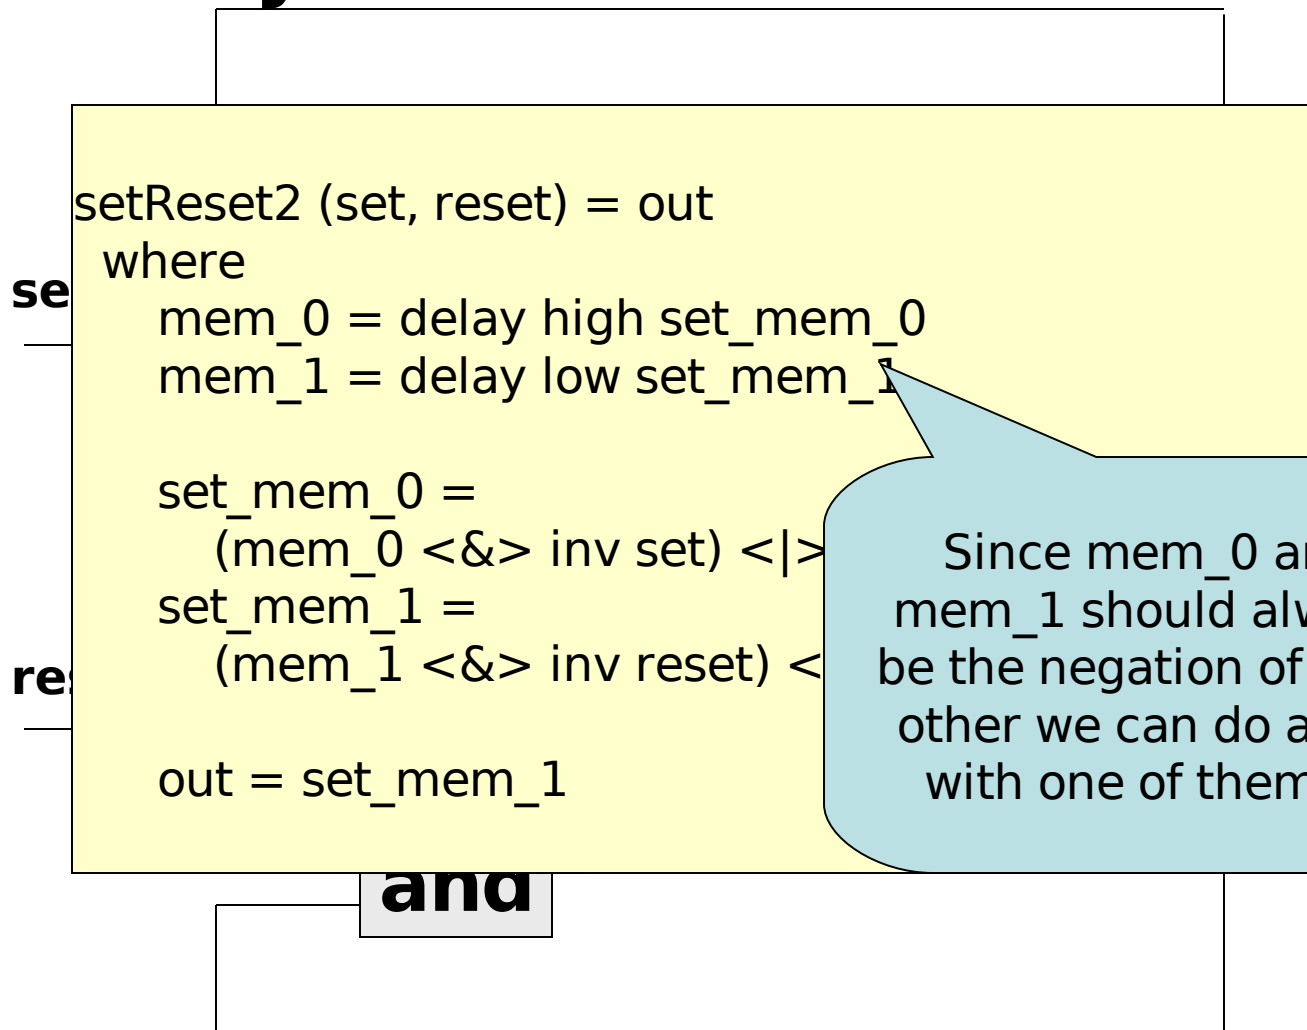 setReset2 (set, reset) = out
where
mem_0 = delay high set_mem_0
mem_1 = delay low set_mem_1
set_mem_0 =
(mem_0 <&> inv set) <|>
set_mem_1 =
(mem_1 <&> inv reset) <
out = set_mem_1
Since mem_0
mem_1 should
be the negation of
other we can do
with one of them
and